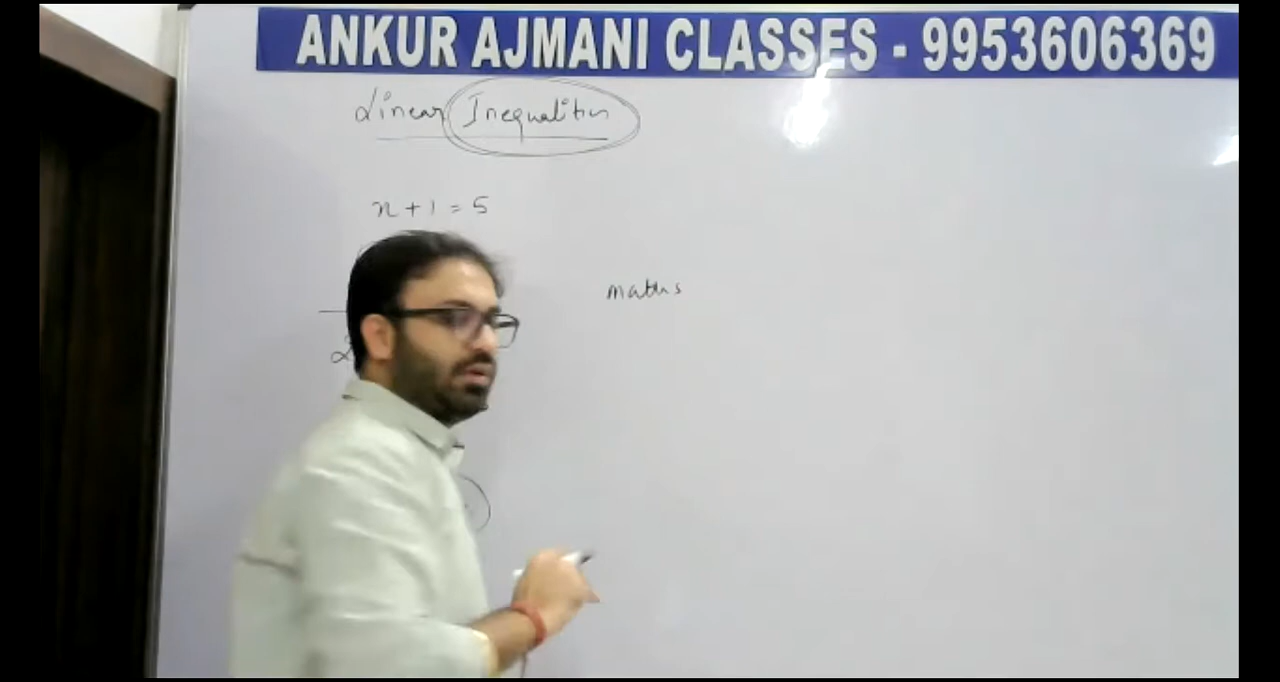 ANKUR AJMANI CLASSES - 9953606369
Linear Inequalities
x + 1 = 5
maths